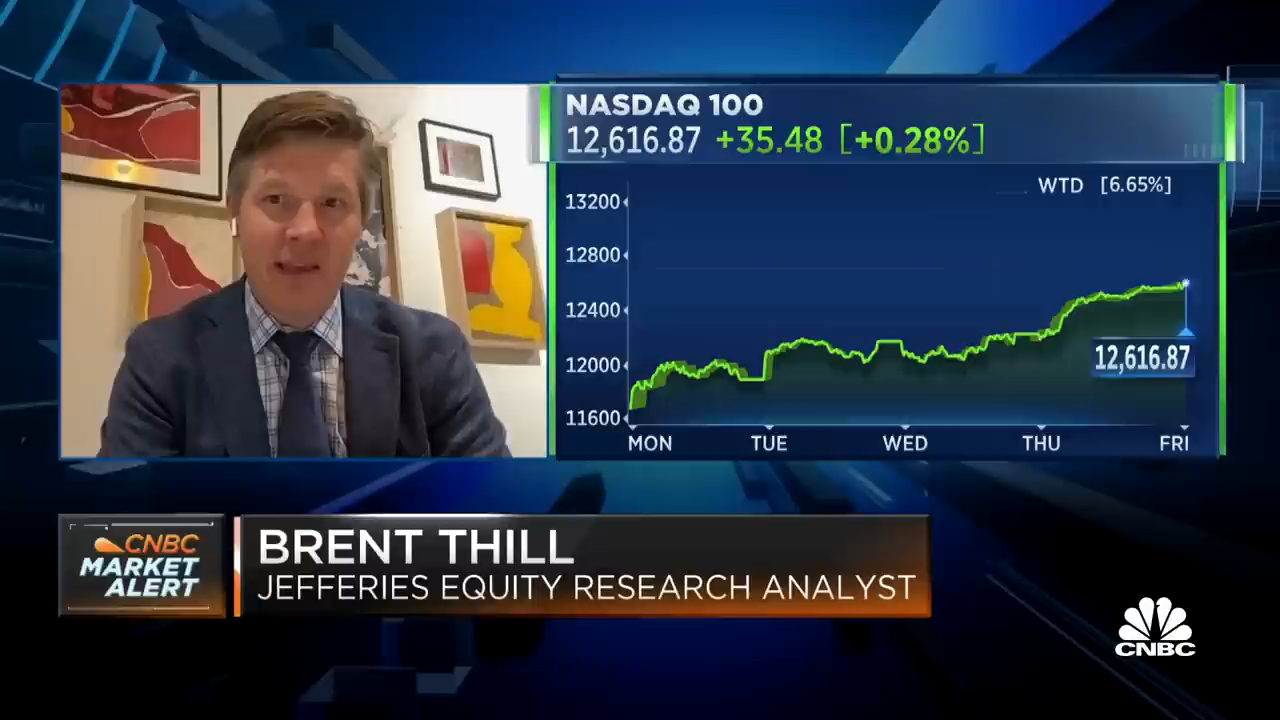 NASDAQ 100
12,616.87 +35.48 [+0.28%]
WTD [6.65%]
13200
12800
12400
12000
11600
12,616.87
MON TUE WED THU FRI
CNBC
MARKET
ALERT
BRENT THILL
JEFFERIES EQUITY RESEARCH ANALYST
CNBC